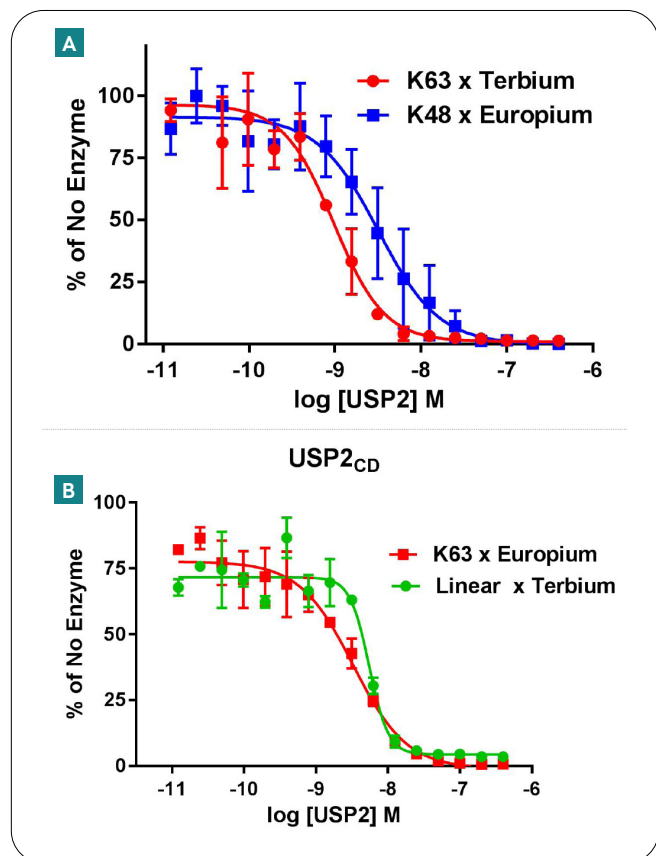 A
K63 x Terbium
K48 x Europium
% of No Enzyme
100
75
50
25
0
-11 -10 -9 -8 -7 -6
log [USP2] M
USP2CD
B
K63 x Europium
Linear x Terbium
% of No Enzyme
100
75
50
25
0
-11 -10 -9 -8 -7 -6
log [USP2] M